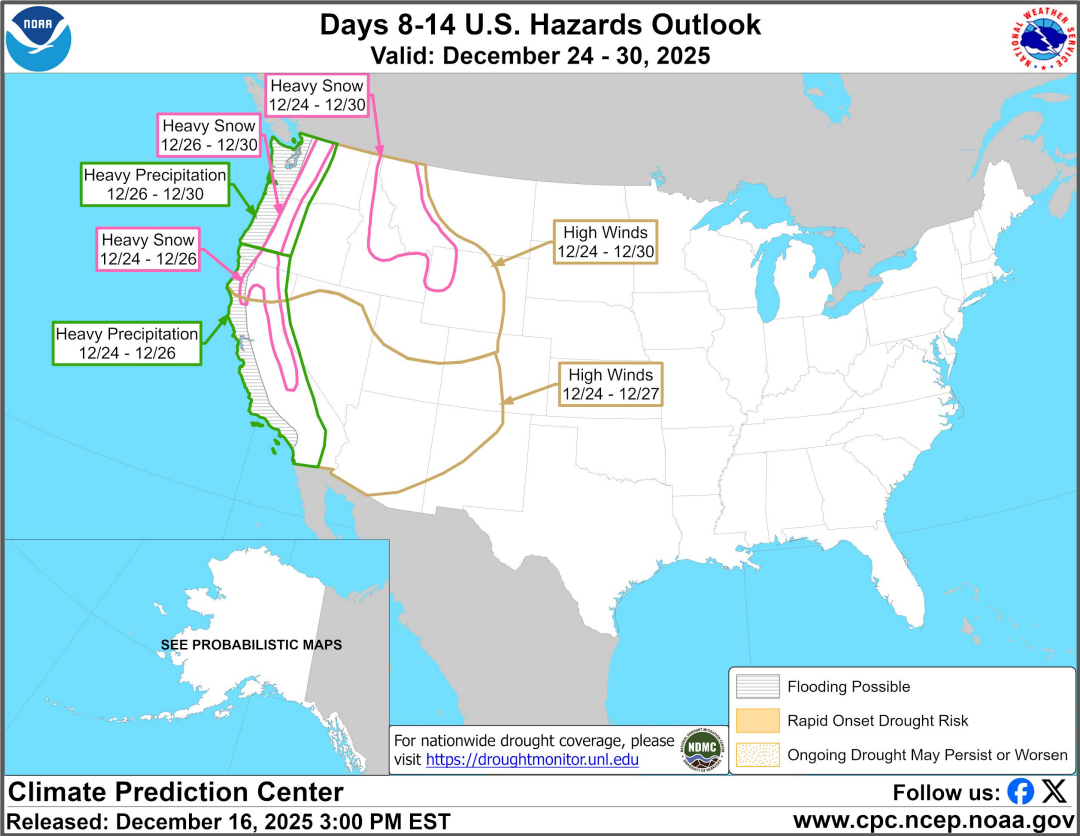 NOAA
Days 8-14 U.S. Hazards Outlook
Valid: December 24 - 30, 2025
NATIONAL WEATHER SERVICE
Heavy Snow
12/24 - 12/30
Heavy Snow
12/26 - 12/30
Heavy Precipitation
12/26 - 12/30
Heavy Snow
12/24 - 12/26
Heavy Precipitation
12/24 - 12/26
High Winds
12/24 - 12/30
High Winds
12/24 - 12/27
SEE PROBABILISTIC MAPS
Flooding Possible
Rapid Onset Drought Risk
Ongoing Drought May Persist or Worsen
For nationwide drought coverage, please
visit https://droughtmonitor.unl.edu
NDMC
Climate Prediction Center
Released: December 16, 2025 3:00 PM EST
Follow us:
www.cpc.ncep.noaa.gov